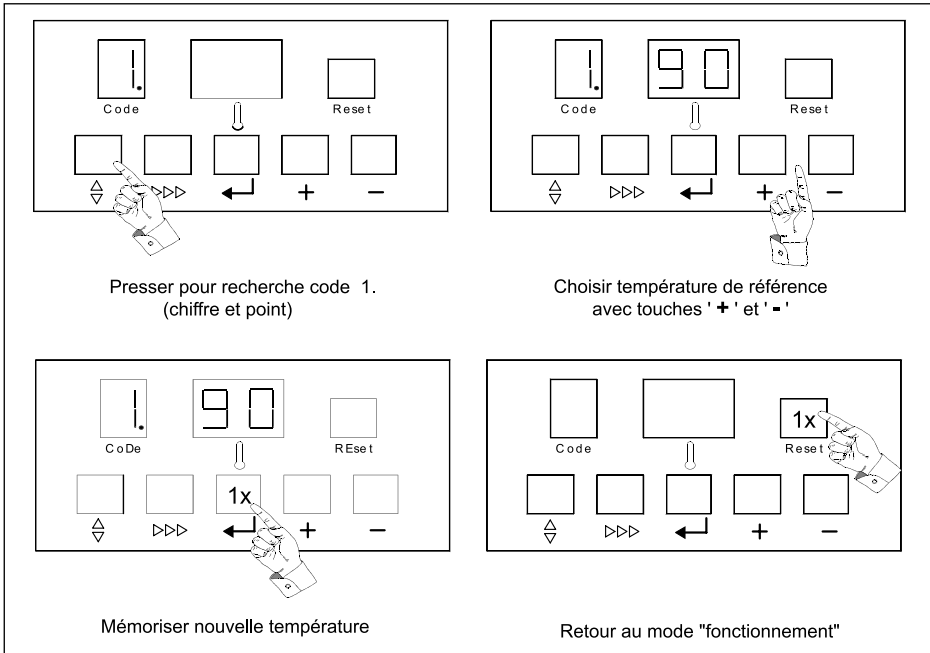 1.
Code
Reset
▷▷▷
+
−
Presser pour recherche code 1.
(chiffre et point)
1. 90
Code
Reset
▷▷▷
+
−
Choisir température de référence
avec touches ' + ' et ' - '
1. 90
CoDe
REset
1x
▷▷▷
+
−
Mémoriser nouvelle température
1x
Code
Reset
▷▷▷
+
−
Retour au mode "fonctionnement"